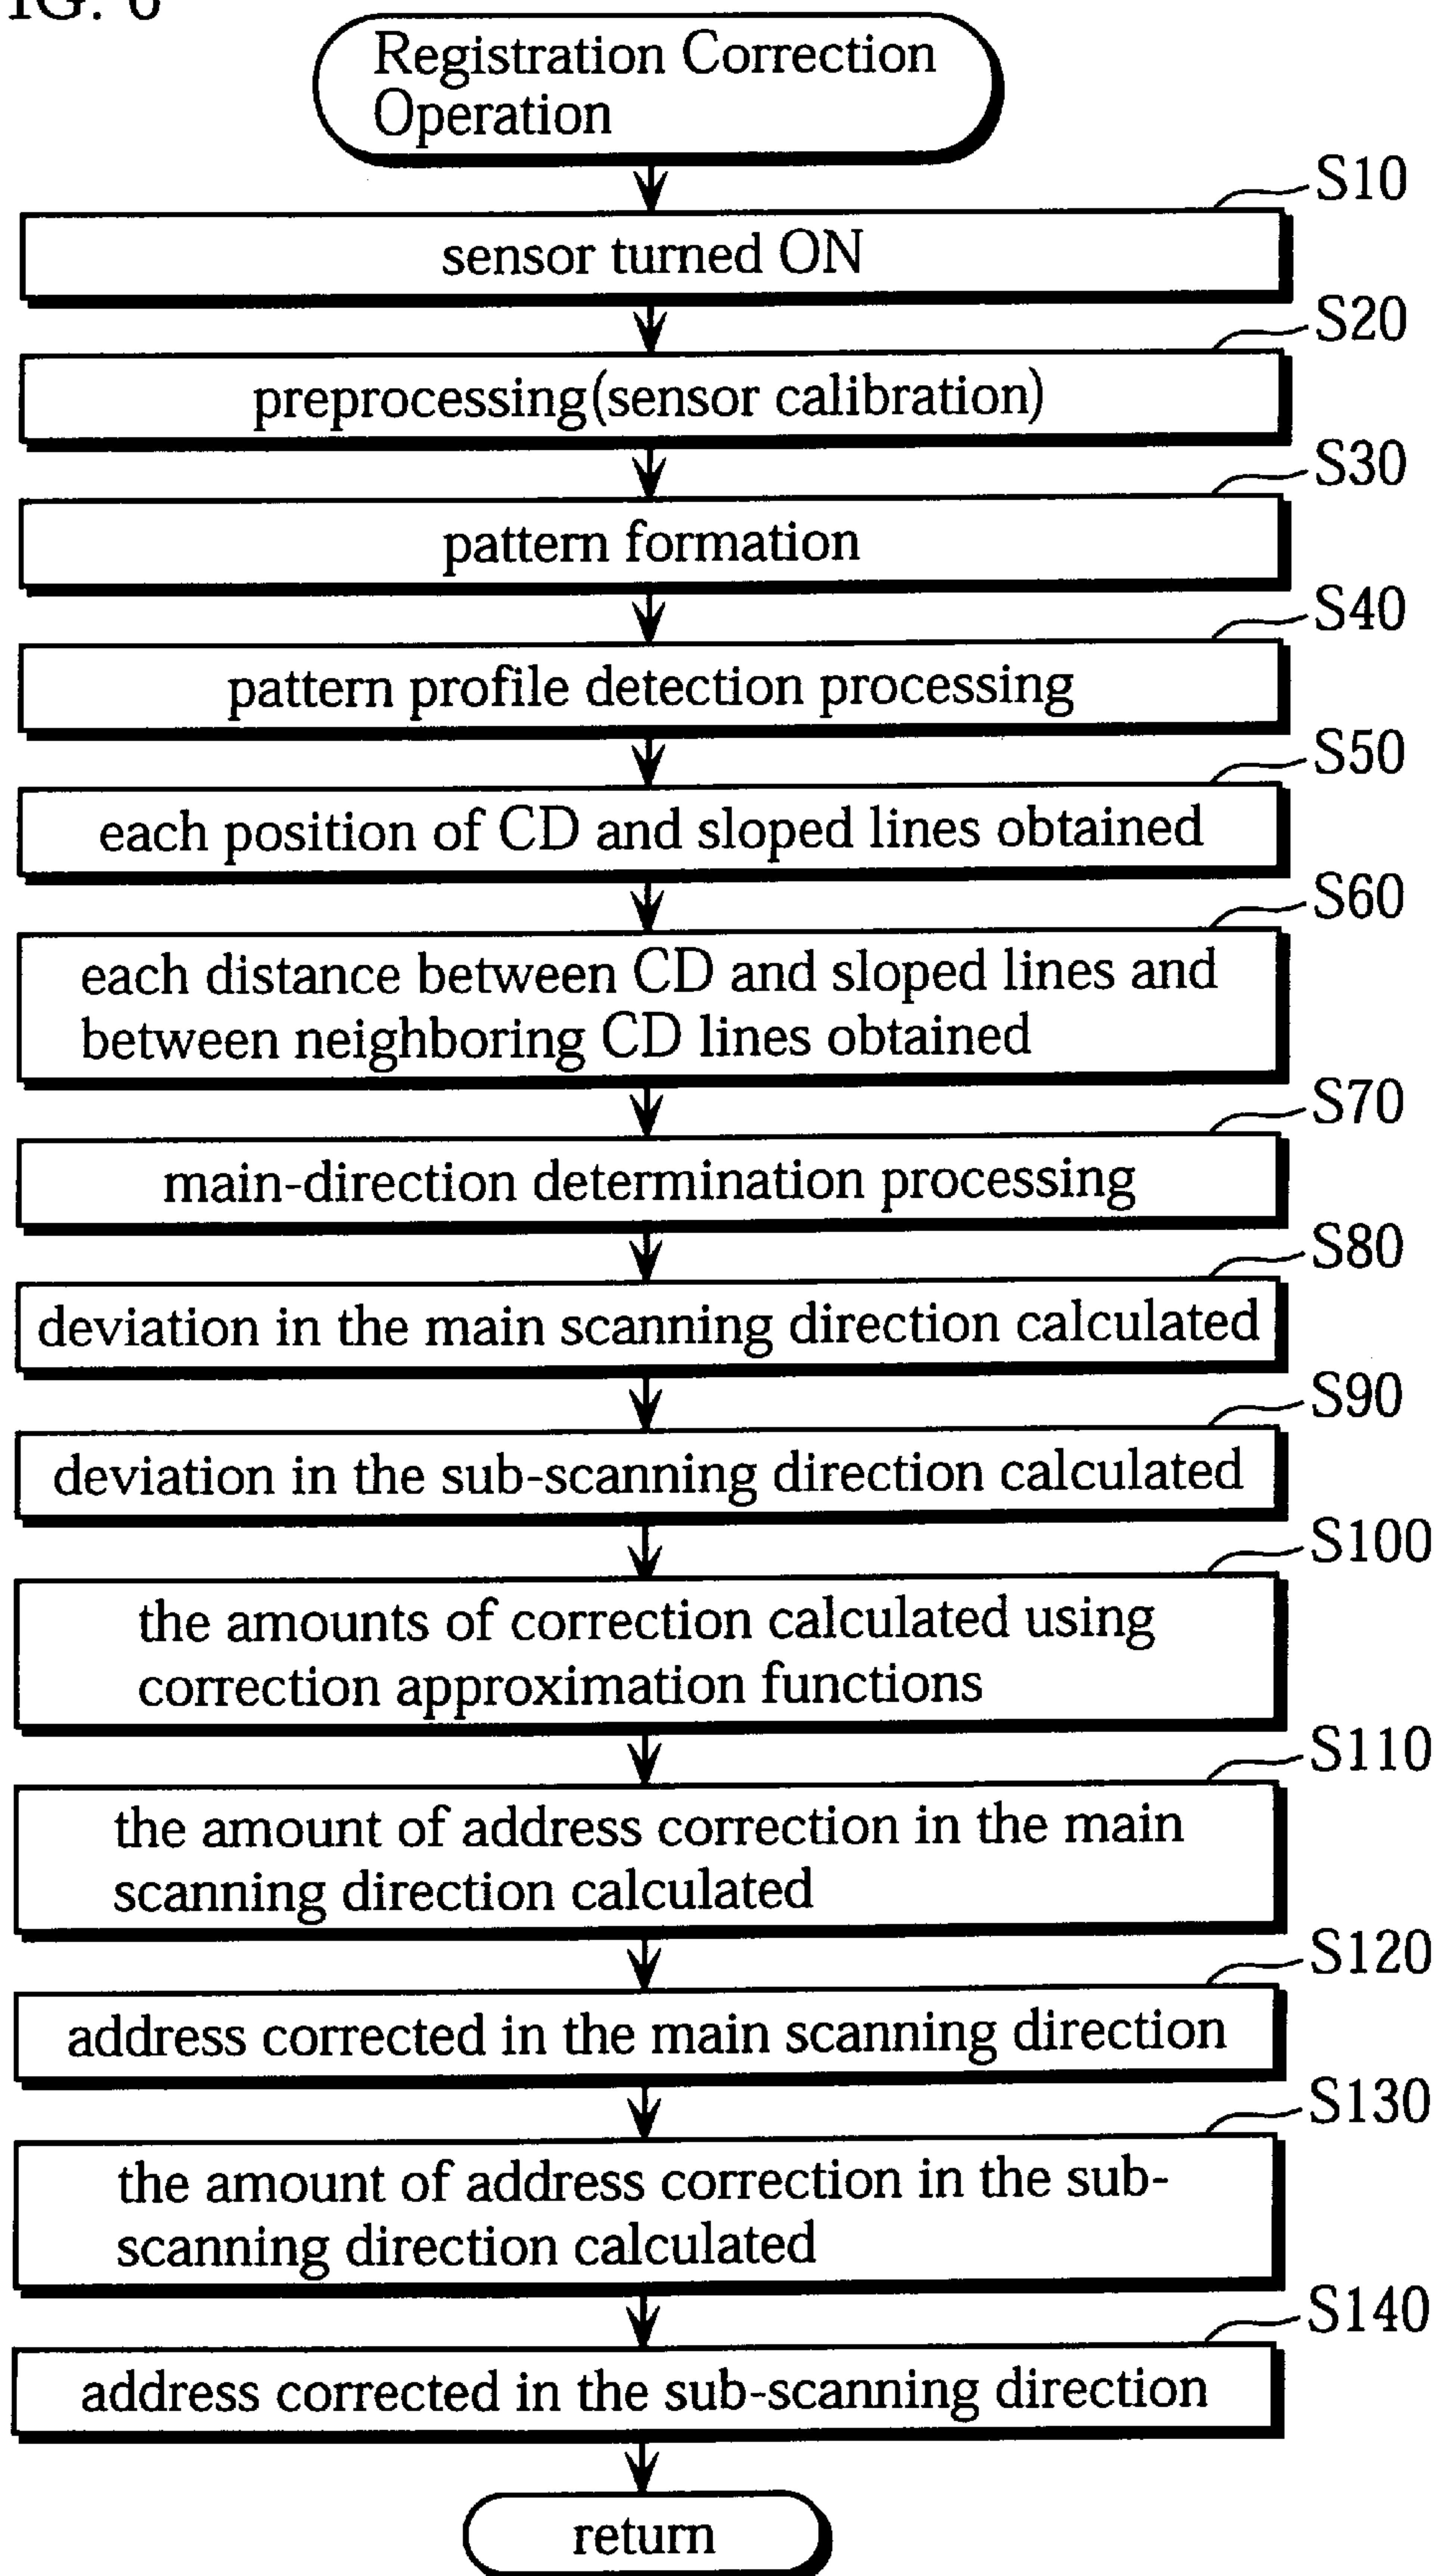 IG. 6
Registration Correction
Operation
S10
sensor turned ON
S20
preprocessing(sensor calibration)
S30
pattern formation
S40
pattern profile detection processing
S50
each position of CD and sloped lines obtained
S60
each distance between CD and sloped lines and
between neighboring CD lines obtained
S70
main-direction determination processing
S80
deviation in the main scanning direction calculated
S90
deviation in the sub-scanning direction calculated
S100
the amounts of correction calculated using
correction approximation functions
S110
the amount of address correction in the main
scanning direction calculated
S120
address corrected in the main scanning direction
S130
the amount of address correction in the sub-
scanning direction calculated
S140
address corrected in the sub-scanning direction
return